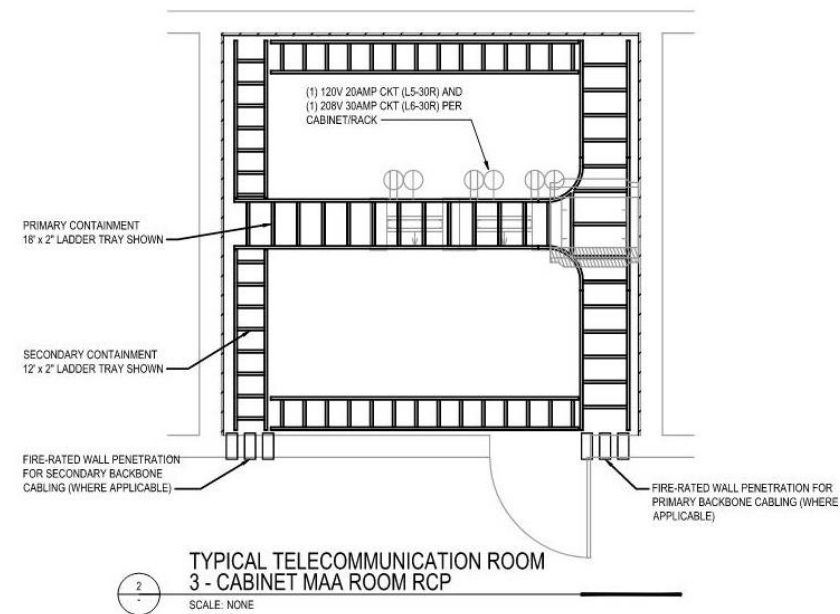 (1) 120V 20AMP CKT (L5-30R) AND
(1) 208V 30AMP CKT (L6-30R) PER
CABINET/RACK
PRIMARY CONTAINMENT
18' x 2" LADDER TRAY SHOWN
SECONDARY CONTAINMENT
12' x 2" LADDER TRAY SHOWN
FIRE-RATED WALL PENETRATION
FOR SECONDARY BACKBONE
CABLING (WHERE APPLICABLE)
FIRE-RATED WALL PENETRATION FOR
PRIMARY BACKBONE CABLING (WHERE
APPLICABLE)
2
-
TYPICAL TELECOMMUNICATION ROOM
3 - CABINET MAA ROOM RCP
SCALE: NONE